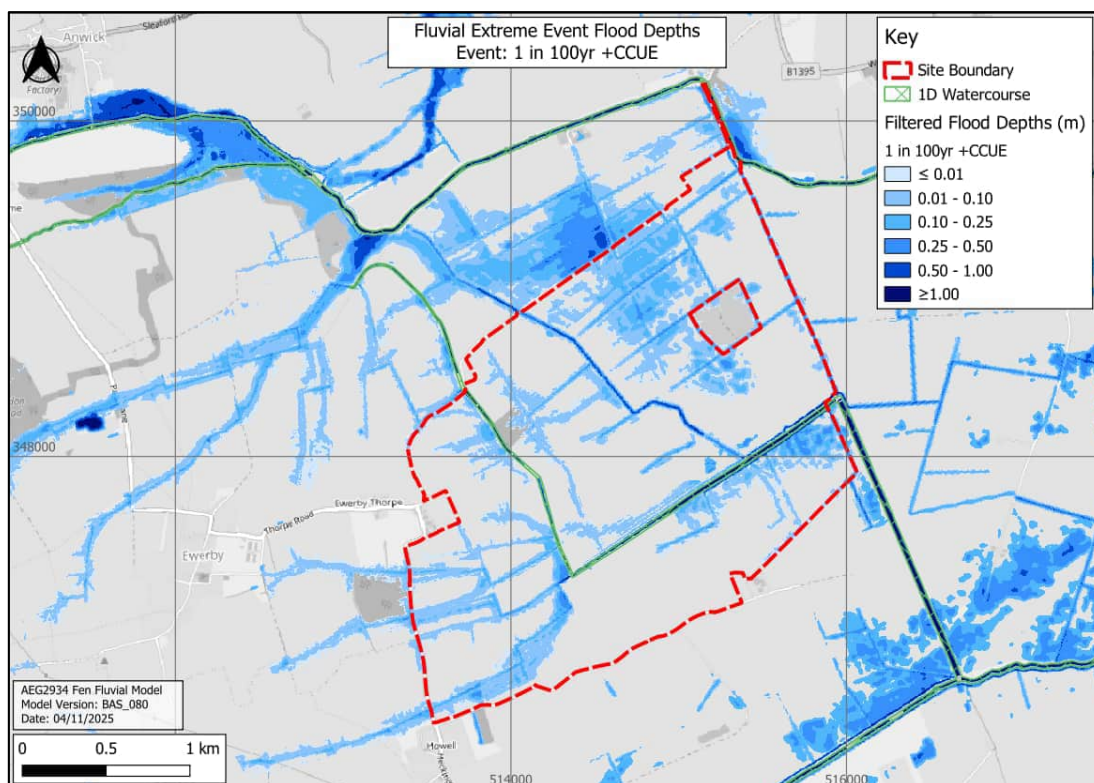 Fluvial Extreme Event Flood Depths
Event: 1 in 100yr +CCUE
Key
Site Boundary
1D Watercourse
Filtered Flood Depths (m)
1 in 100yr +CCUE
≤ 0.01
0.01 - 0.10
0.10 - 0.25
0.25 - 0.50
0.50 - 1.00
≥1.00
Anwick
Sleaford Road
Factory
B1395
350000
348000
Ewerby Thorpe
Thorpe Road
Ewerby
Howell
514000
516000
AEG2934 Fen Fluvial Model
Model Version: BAS_080
Date: 04/11/2025
0 0.5 1 km